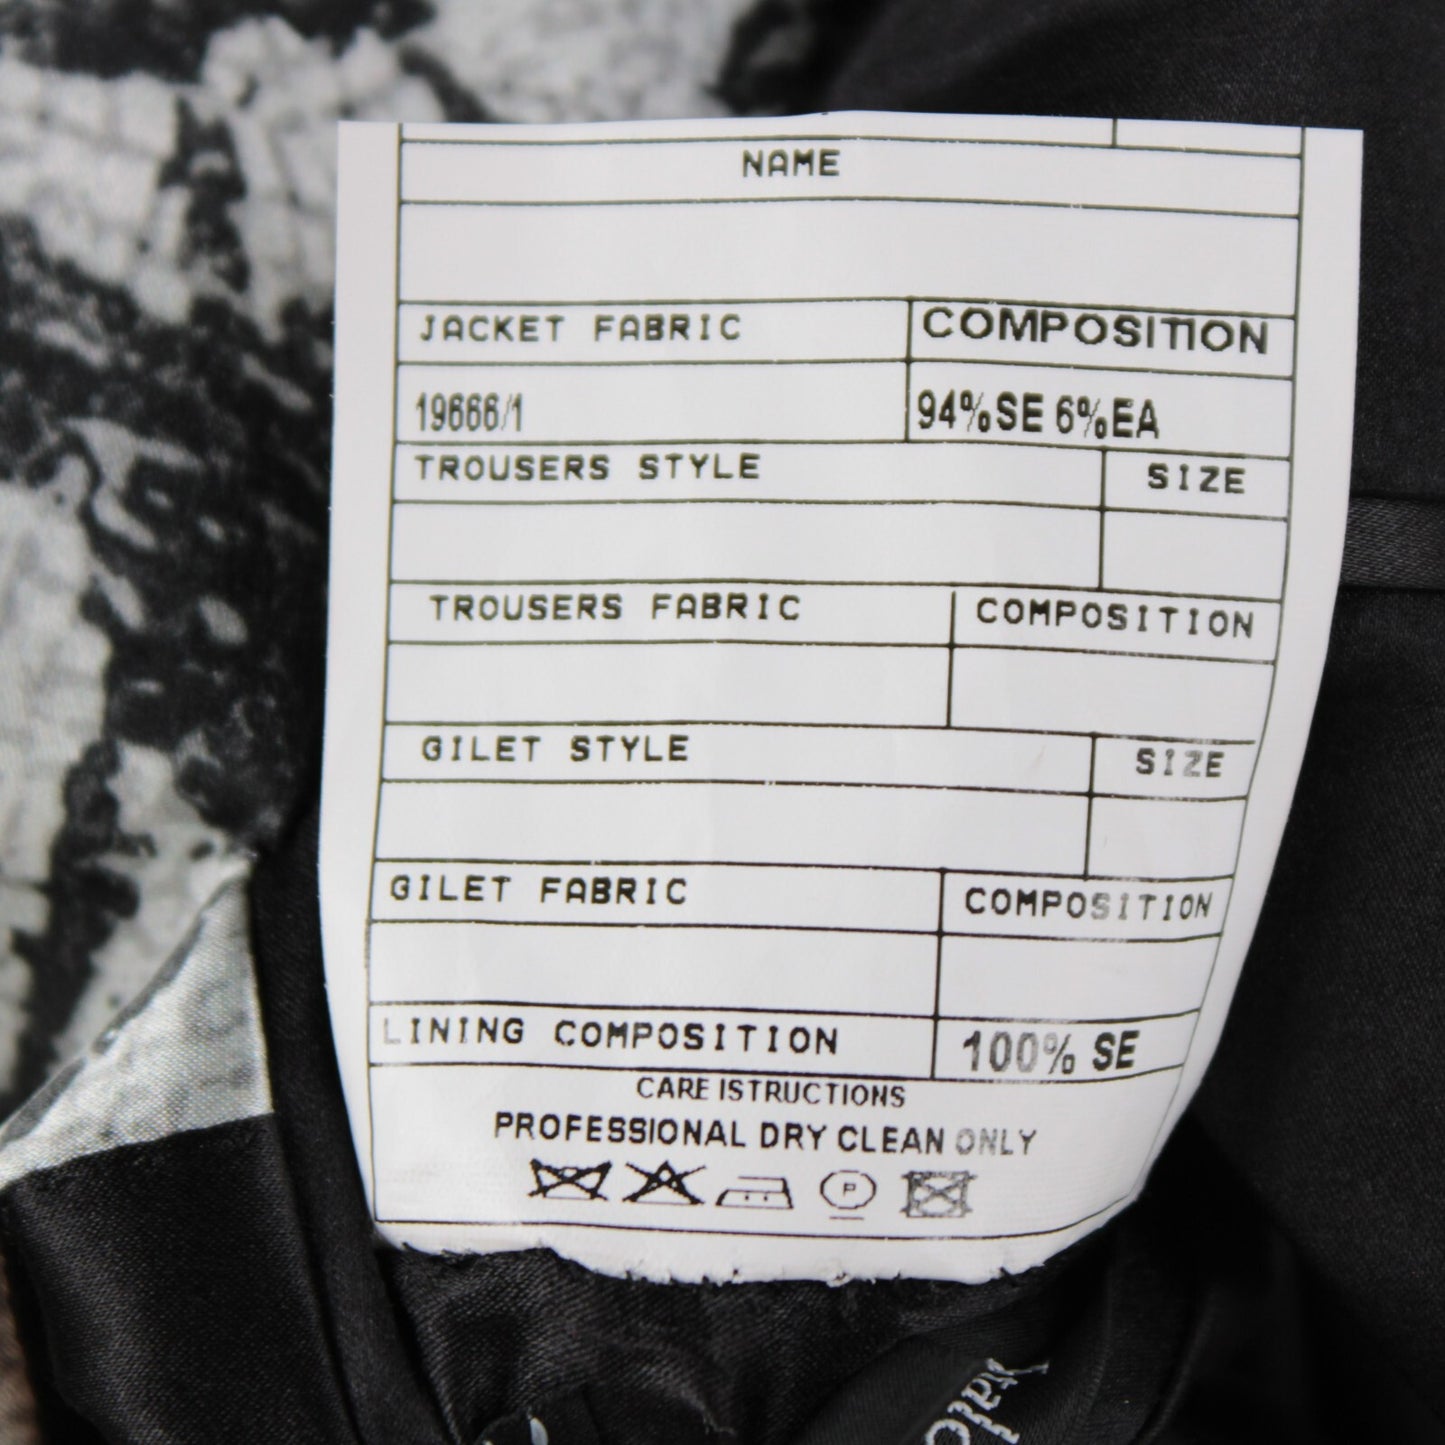 NAME
JACKET FABRIC COMPOSITION
19666/1 94%SE 6%EA
TROUSERS STYLE SIZE
TROUSERS FABRIC COMPOSITION
GILET STYLE SIZE
GILET FABRIC COMPOSITION
LINING COMPOSITION 100% SE
CARE ISTRUCTIONS
PROFESSIONAL DRY CLEAN ONLY
P